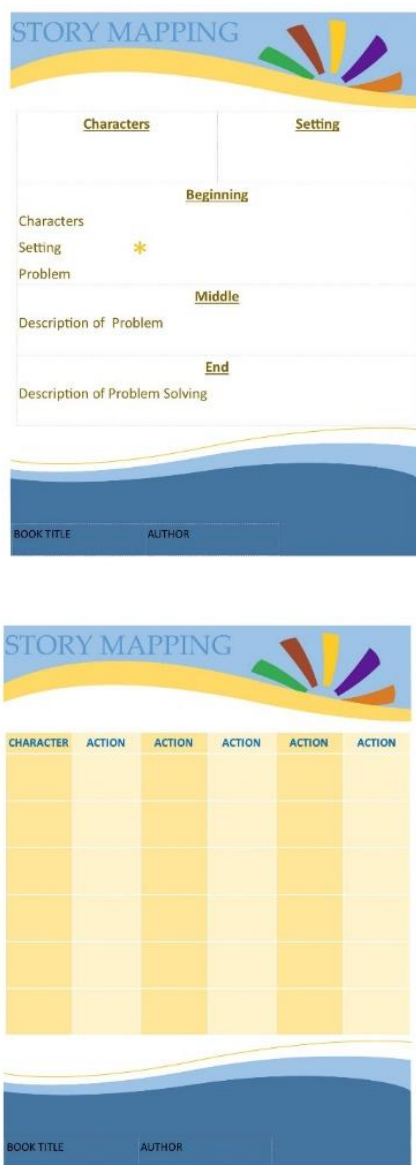 STORY MAPPING
Characters Setting
Beginning
Characters
Setting *
Problem
Middle
Description of Problem
End
Description of Problem Solving
BOOK TITLE AUTHOR
STORY MAPPING
CHARACTER ACTION ACTION ACTION ACTION ACTION
BOOK TITLE AUTHOR